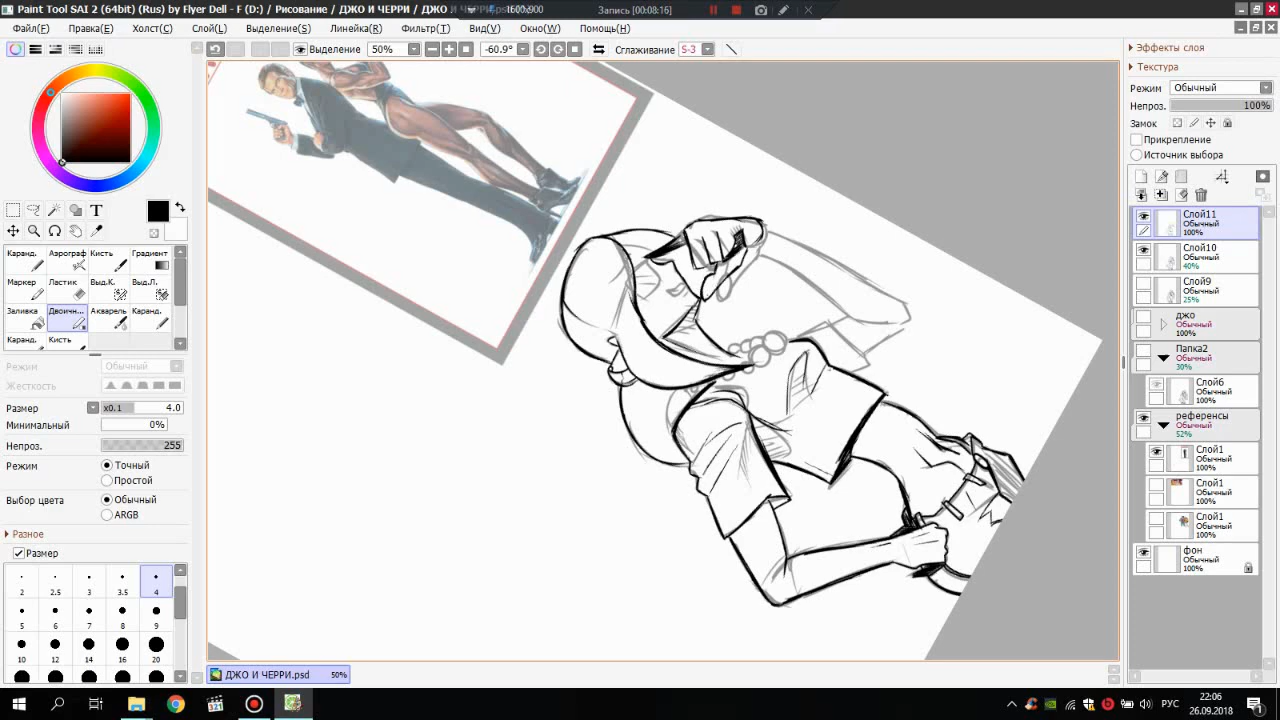 Paint Tool SAI 2 (64bit) (Rus) by Flyer Dell - F (D:) / Рисование / ДЖО И ЧЕРРИ / ДЖО И ЧЕРРИ.psd
1600x900
Запись [00:08:16]
Файл(F) Правка(E) Холст(C) Слой(L) Выделение(S) Линейка(R) Фильтр(T) Вид(V) Окно(W) Помощь(H)
Выделение 50% -60.9° Сглаживание S-3
Эффекты слоя
Текстура
Режим Обычный
Непроз. 100%
Замок
Прикрепление
Источник выбора
T
Каранд. Аэрограф Кисть Градиент
Маркер Ластик Выд.К. Выд.Л.
Заливка Двоичн... Акварель Каранд.
Каранд. Кисть
Режим Обычный
Жесткость
Размер x0.1 4.0
Минимальный 0%
Непроз. 255
Режим Точный
Простой
Выбор цвета Обычный
ARGB
Разное
Размер
2 2.5 3 3.5 4
5 6 7 8 9
10 12 14 16 20
Слой11
Обычный
100%
Слой10
Обычный
40%
Слой9
Обычный
25%
джо
Обычный
100%
Папка2
Обычный
30%
Слой6
Обычный
100%
референсы
Обычный
52%
Слой1
Обычный
100%
Слой1
Обычный
100%
Слой1
Обычный
100%
фон
Обычный
100%
ДЖО И ЧЕРРИ.psd 50%
321
РУС
22:06
26.09.2018
1